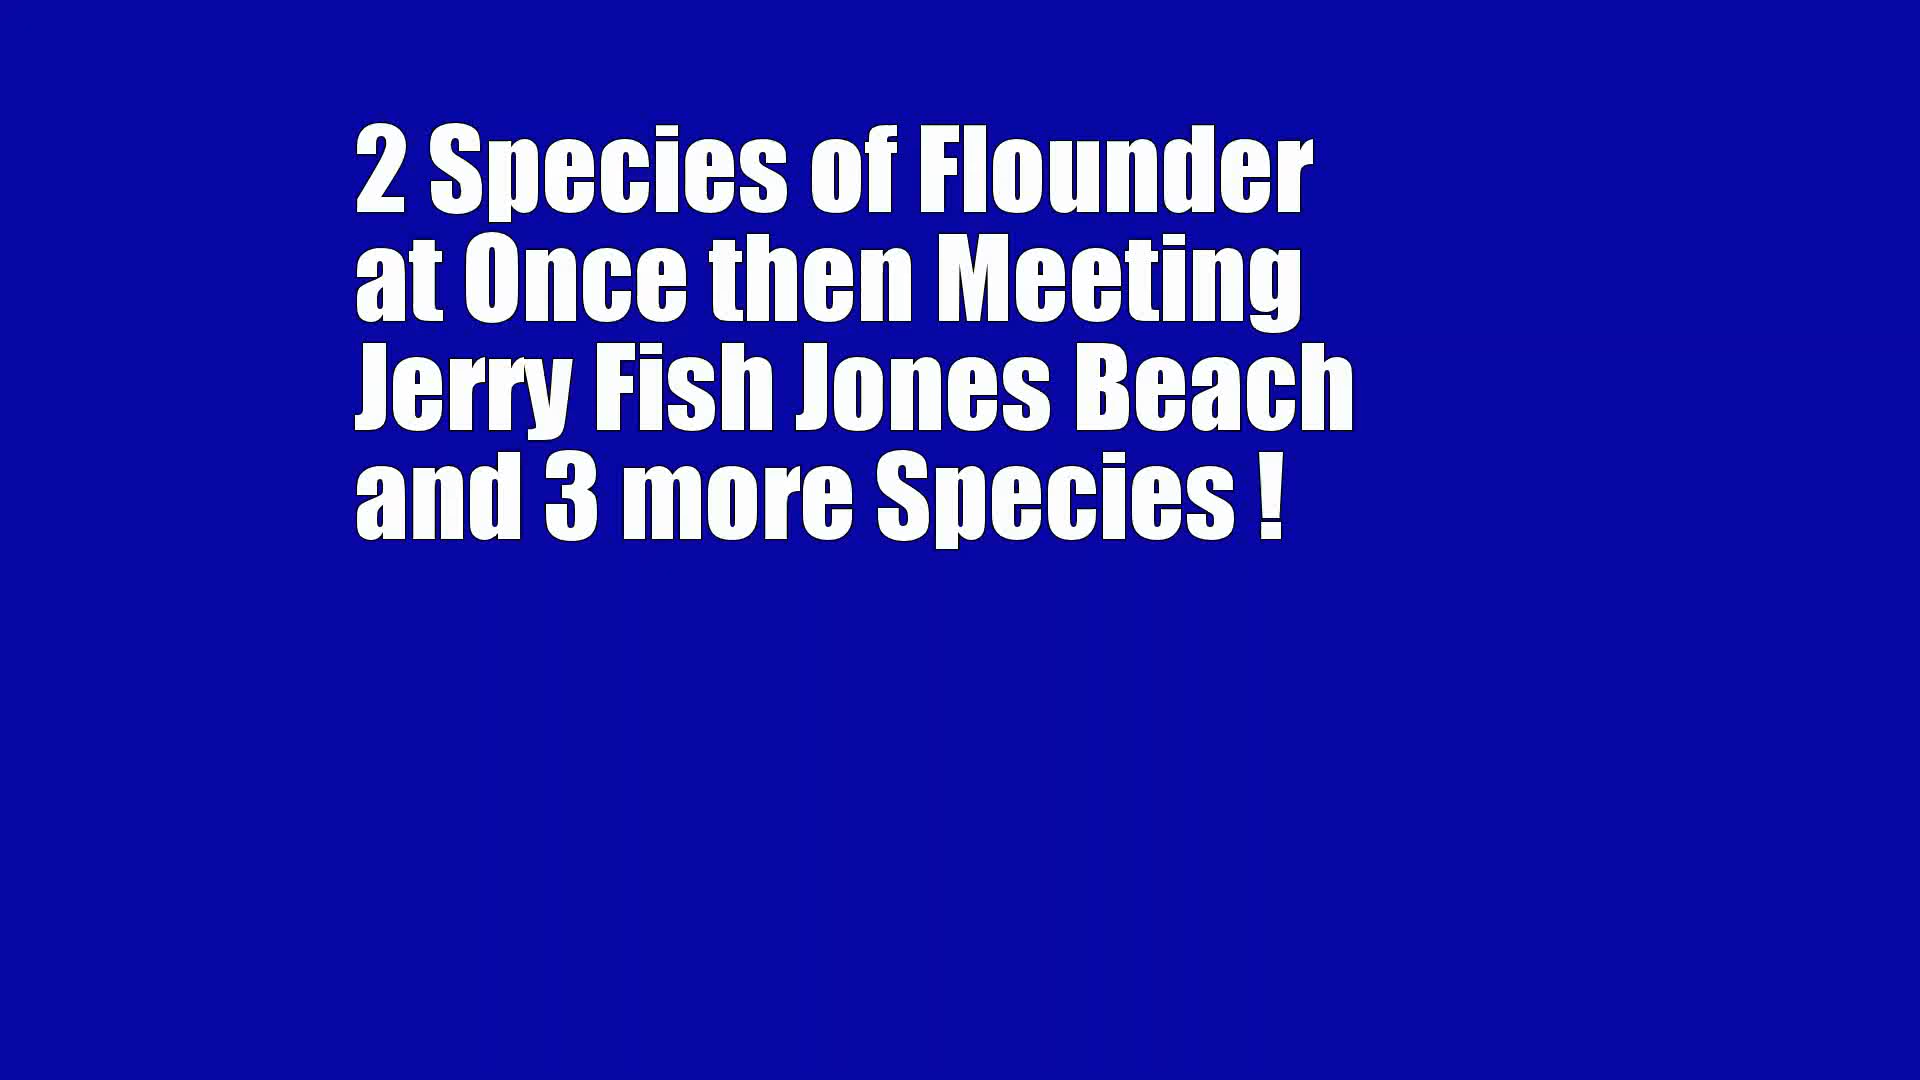 2 Species of Flounder
at Once then Meeting
Jerry Fish Jones Beach
and 3 more Species !